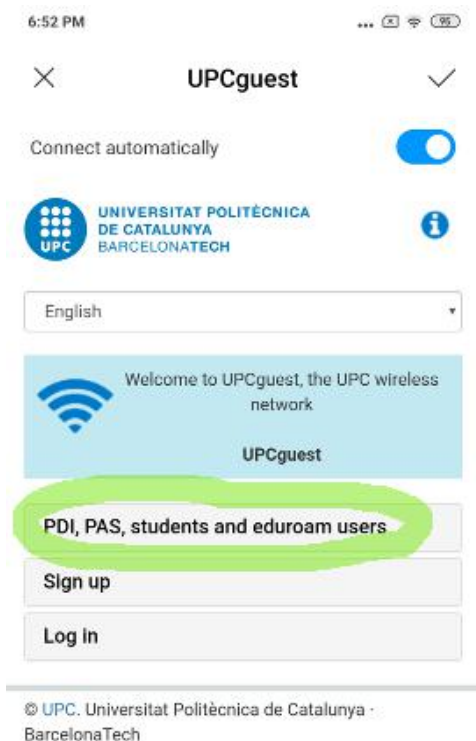 6:52 PM
... 95
UPCguest
Connect automatically
UNIVERSITAT POLITÈCNICA
DE CATALUNYA
BARCELONATECH
UPC
English
Welcome to UPCguest, the UPC wireless
network
UPCguest
PDI, PAS, students and eduroam users
Sign up
Log in
© UPC. Universitat Politècnica de Catalunya ·
BarcelonaTech